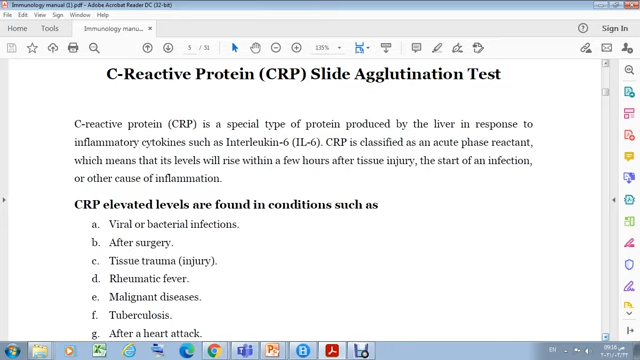 Immunology manual (1).pdf - Adobe Acrobat Reader DC (32-bit)
File Edit View Sign Window Help
Home Tools Immunology manual (1)... × Sign In
5 / 51 135%
C-Reactive Protein (CRP) Slide Agglutination Test
C-reactive protein (CRP) is a special type of protein produced by the liver in response to
inflammatory cytokines such as Interleukin-6 (IL-6). CRP is classified as an acute phase reactant,
which means that its levels will rise within a few hours after tissue injury, the start of an infection,
or other cause of inflammation.
CRP elevated levels are found in conditions such as
a. Viral or bacterial infections.
b. After surgery.
c. Tissue trauma (injury).
d. Rheumatic fever.
e. Malignant diseases.
f. Tuberculosis.
g. After a heart attack.
EN